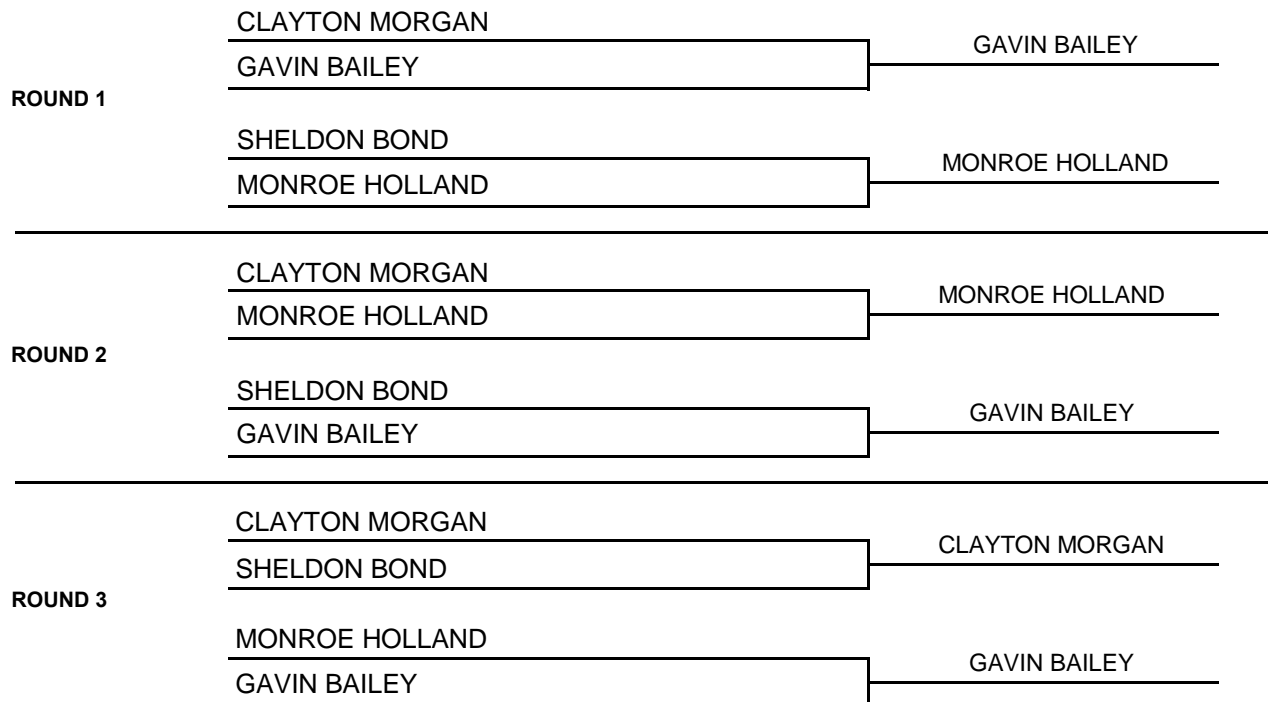 CLAYTON MORGAN
GAVIN BAILEY
GAVIN BAILEY
ROUND 1
SHELDON BOND
MONROE HOLLAND
MONROE HOLLAND
CLAYTON MORGAN
MONROE HOLLAND
MONROE HOLLAND
ROUND 2
SHELDON BOND
GAVIN BAILEY
GAVIN BAILEY
CLAYTON MORGAN
SHELDON BOND
CLAYTON MORGAN
ROUND 3
MONROE HOLLAND
GAVIN BAILEY
GAVIN BAILEY